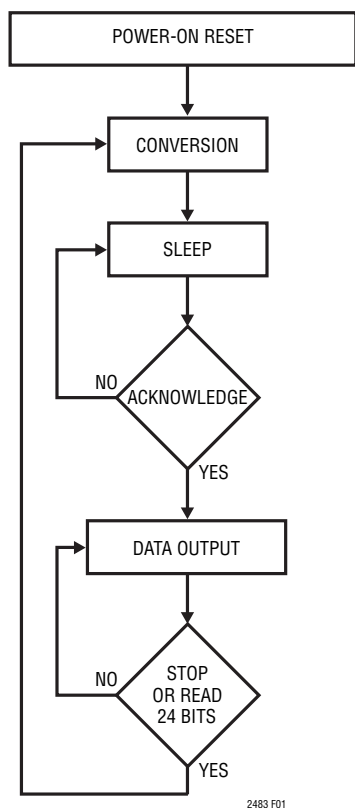 POWER-ON RESET
CONVERSION
SLEEP
NO
ACKNOWLEDGE
YES
DATA OUTPUT
NO
STOP
OR READ
24 BITS
YES
2483 F01